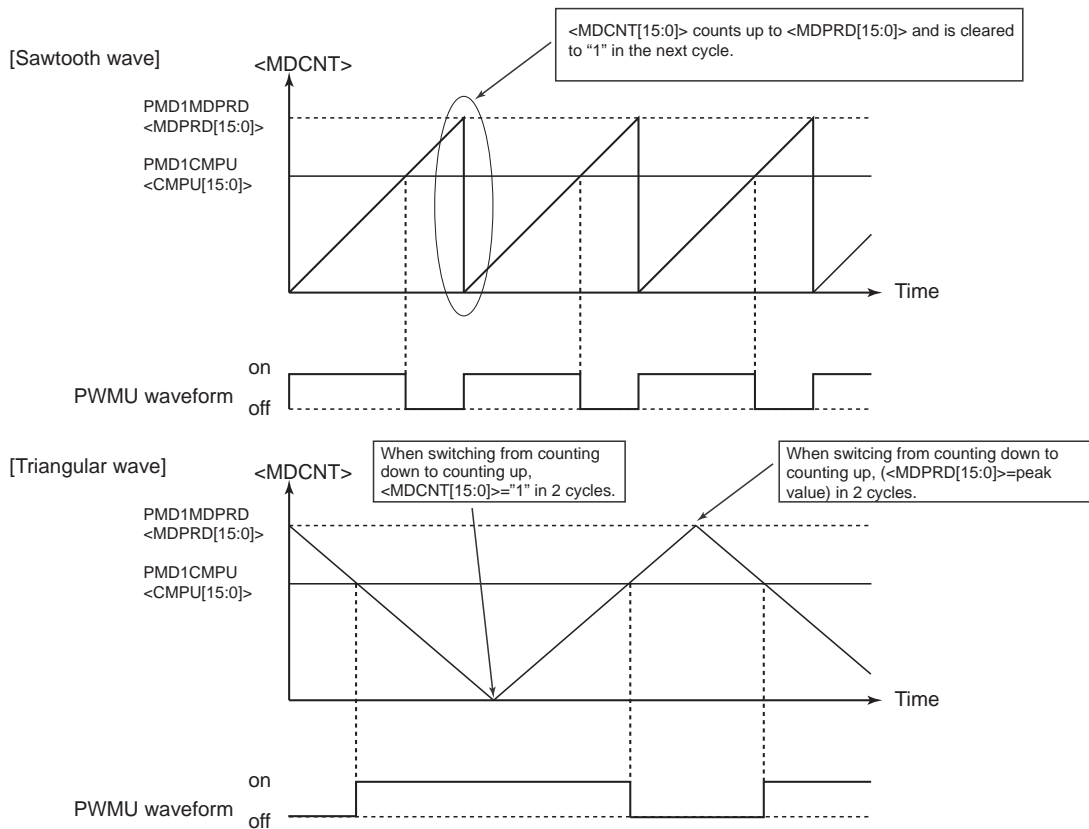 <MDCNT[15:0]> counts up to <MDPRD[15:0]> and is cleared
to “1” in the next cycle.
[Sawtooth wave]
<MDCNT>
PMD1MDPRD
<MDPRD[15:0]>
PMD1CMPU
<CMPU[15:0]>
Time
on
PWMU waveform
off
[Triangular wave]
<MDCNT>
When switching from counting
down to counting up,
<MDCNT[15:0]>=”1” in 2 cycles.
When switcing from counting down to
counting up, (<MDPRD[15:0]>=peak
value) in 2 cycles.
PMD1MDPRD
<MDPRD[15:0]>
PMD1CMPU
<CMPU[15:0]>
Time
on
PWMU waveform
off